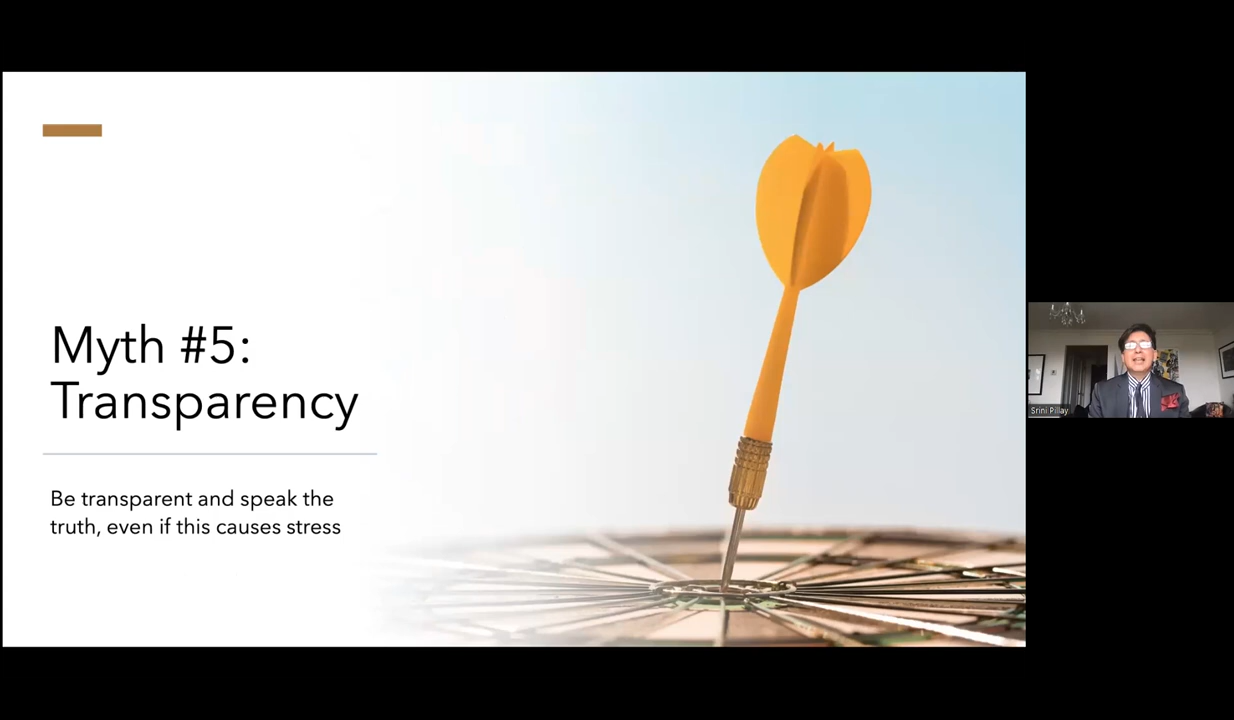 Myth #5:
Transparency
Be transparent and speak the
truth, even if this causes stress
Srini Pillay